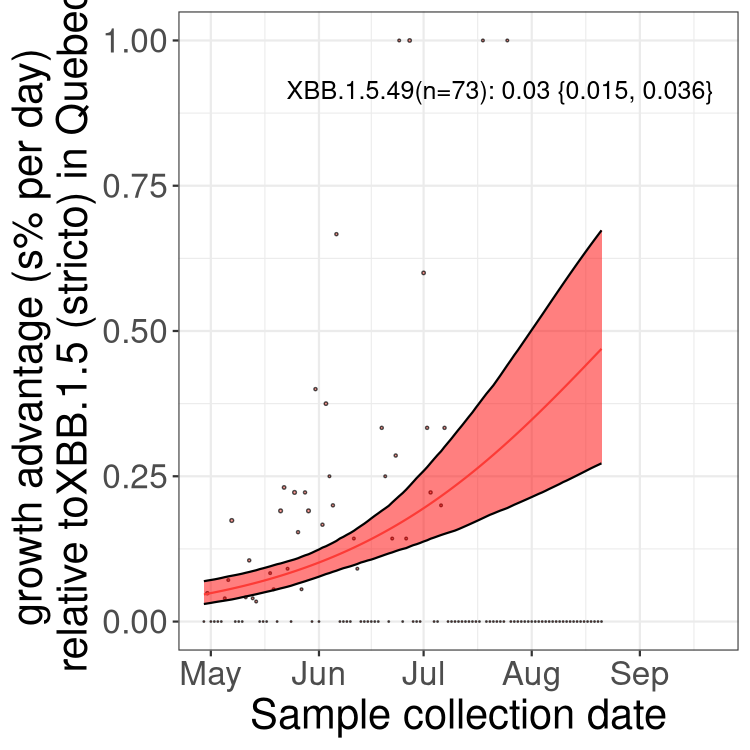 growth advantage (s% per day)
relative toXBB.1.5 (stricto) in Quebec
1.00
XBB.1.5.49(n=73): 0.03 {0.015, 0.036}
0.75
0.50
0.25
0.00
May Jun Jul Aug Sep
Sample collection date